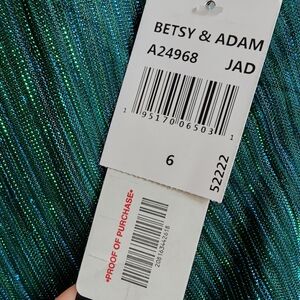 BETSY & ADAM
A24968 JAD
1 95170 06503 1
6
52222
•PROOF OF PURCHASE•